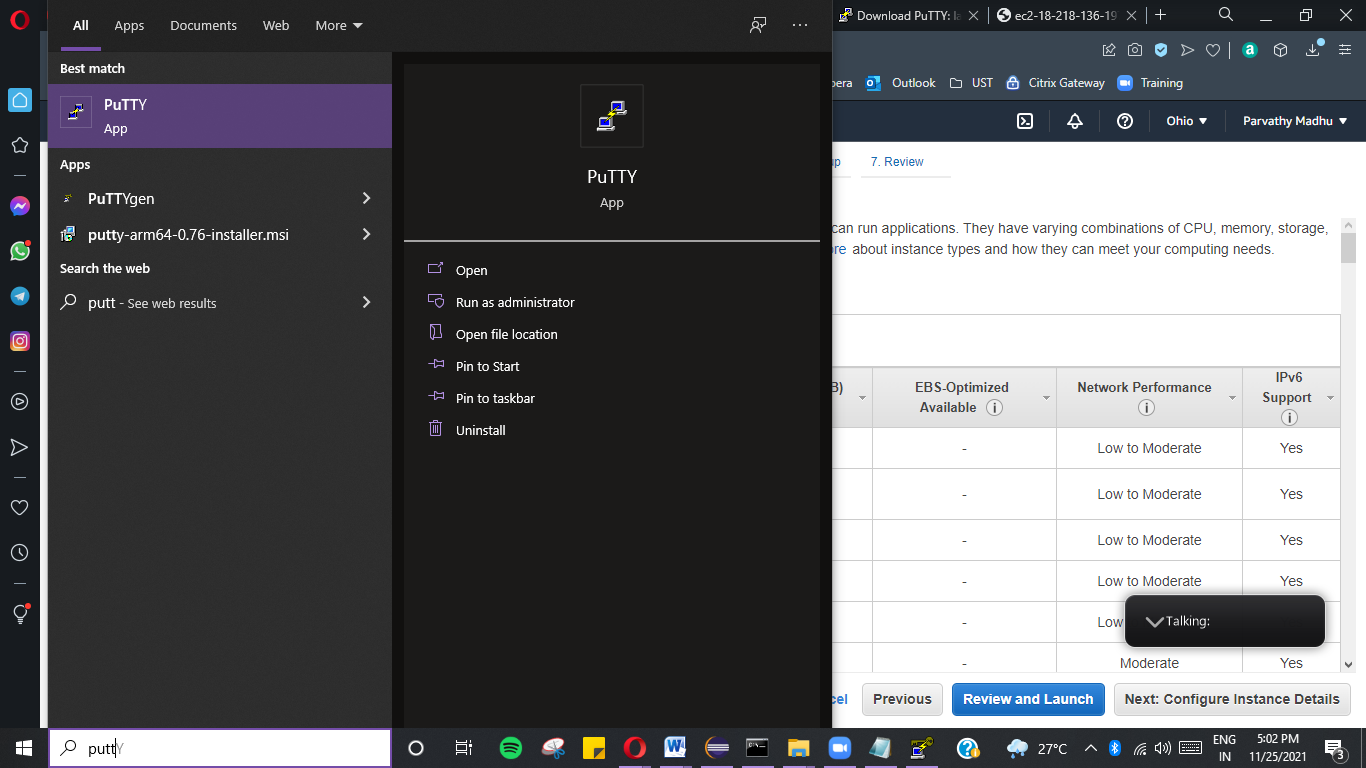 All
Apps
Documents
Web
More
Best match
PuTTY
App
Apps
PuTTYgen
putty-arm64-0.76-installer.msi
Search the web
putt - See web results
PuTTY
App
Open
Run as administrator
Open file location
Pin to Start
Pin to taskbar
Uninstall
Download PuTTY: la
ec2-18-218-136-19
pera
Outlook
UST
Citrix Gateway
Training
Ohio
Parvathy Madhu
up
7. Review
can run applications. They have varying combinations of CPU, memory, storage,
ore about instance types and how they can meet your computing needs.
B)
EBS-Optimized
Available
Network Performance
IPv6
Support
- Low to Moderate Yes
- Low to Moderate Yes
- Low to Moderate Yes
- Low to Moderate Yes
- Low
- Moderate Yes
Talking:
cel
Previous
Review and Launch
Next: Configure Instance Details
puttY
27°C
ENG
IN
5:02 PM
11/25/2021
3